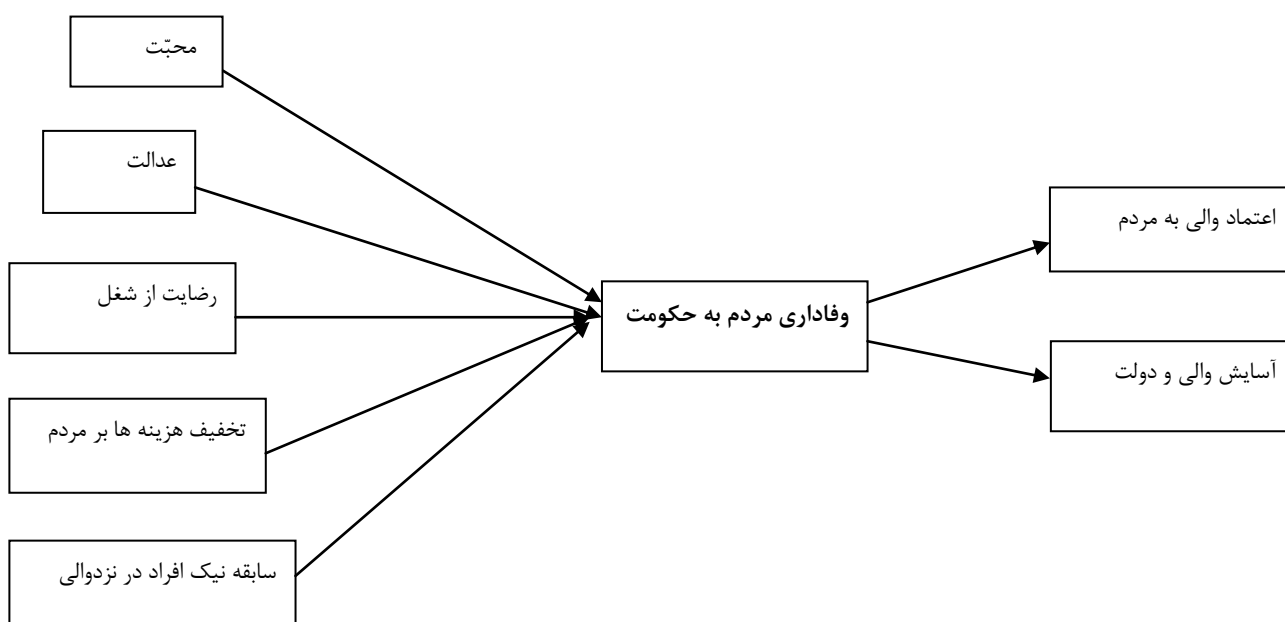 محبّت
عدالت
رضایت از شغل
تخفیف هزینه ها بر مردم
سابقه نیک افراد در نزدوالی
وفاداری مردم به حکومت
اعتماد والی به مردم
آسایش والی و دولت